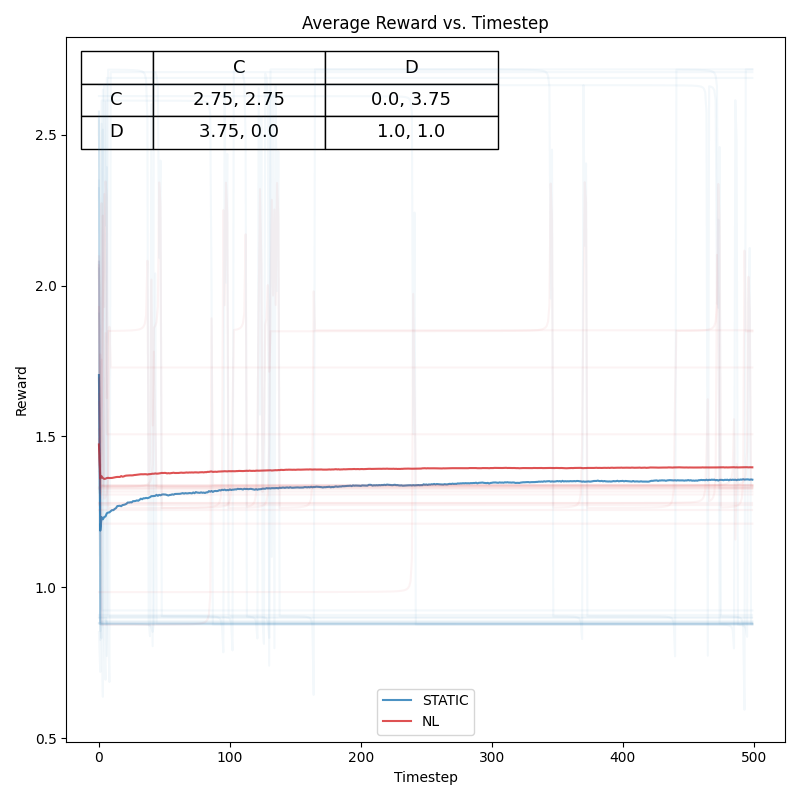 Average Reward vs. Timestep
C D
C 2.75, 2.75 0.0, 3.75
D 3.75, 0.0 1.0, 1.0
Reward
2.5
2.0
1.5
1.0
0.5
STATIC
NL
0 100 200 300 400 500
Timestep